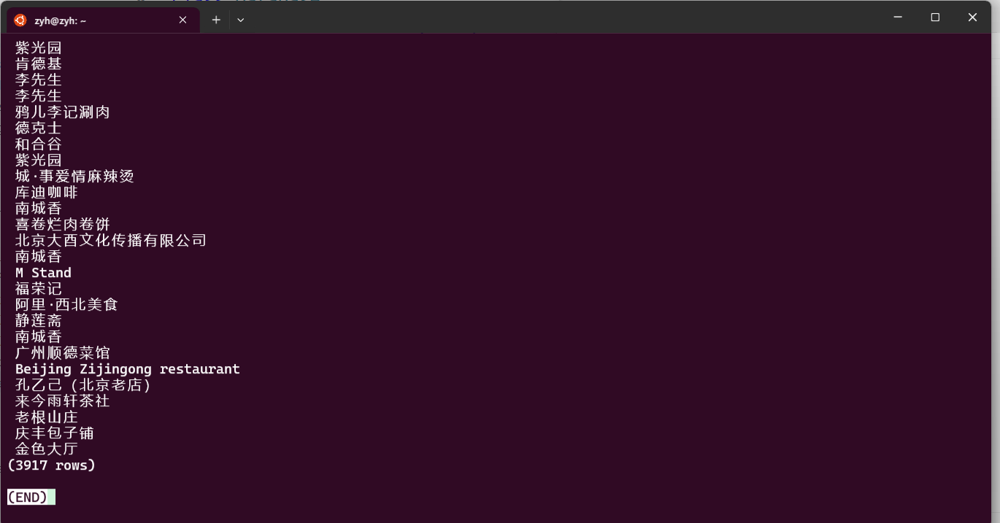 zyh@zyh: ~
紫光园
肯德基
李先生
李先生
鸦儿李记涮肉
德克士
和合谷
紫光园
城·事爱情麻辣烫
库迪咖啡
南城香
喜卷烂肉卷饼
北京大酉文化传播有限公司
南城香
M Stand
福荣记
阿里·西北美食
静莲斋
南城香
广州顺德菜馆
Beijing Zijingong restaurant
孔乙己（北京老店）
来今雨轩茶社
老根山庄
庆丰包子铺
金色大厅
(3917 rows)
(END)